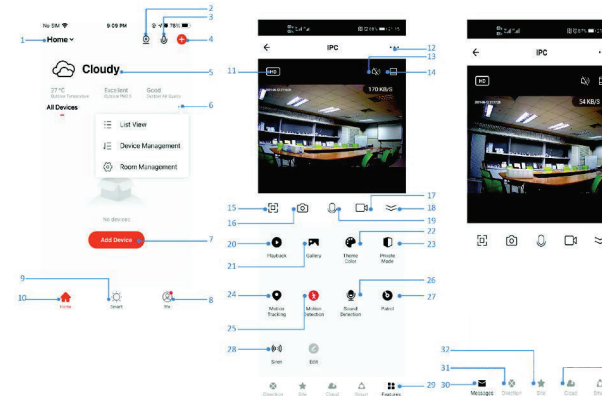 No SIM
9:09 PM
78%
2
3
1
Home
4
Cloudy
5
27 °C
Excellent
Good
Outdoor Temperature
Outdoor PM2.5
Outdoor Air Quality
All Devices
6
List View
Device Management
Room Management
No devices
Add Device
7
9
10
8
Home
Smart
Me
IPC
12
13
11
HD
14
170 KB/S
15
16
17
18
19
20
21
22
23
Playback
Gallery
Theme Color
Private Mode
24
25
26
27
Motion Tracking
Motion Detection
Sound Detection
Patrol
28
Siren
Edit
Direction
Site
Cloud
Features
29
IPC
HD
54 KB/S
32
31
30
Messages
Direction
Site
Cloud